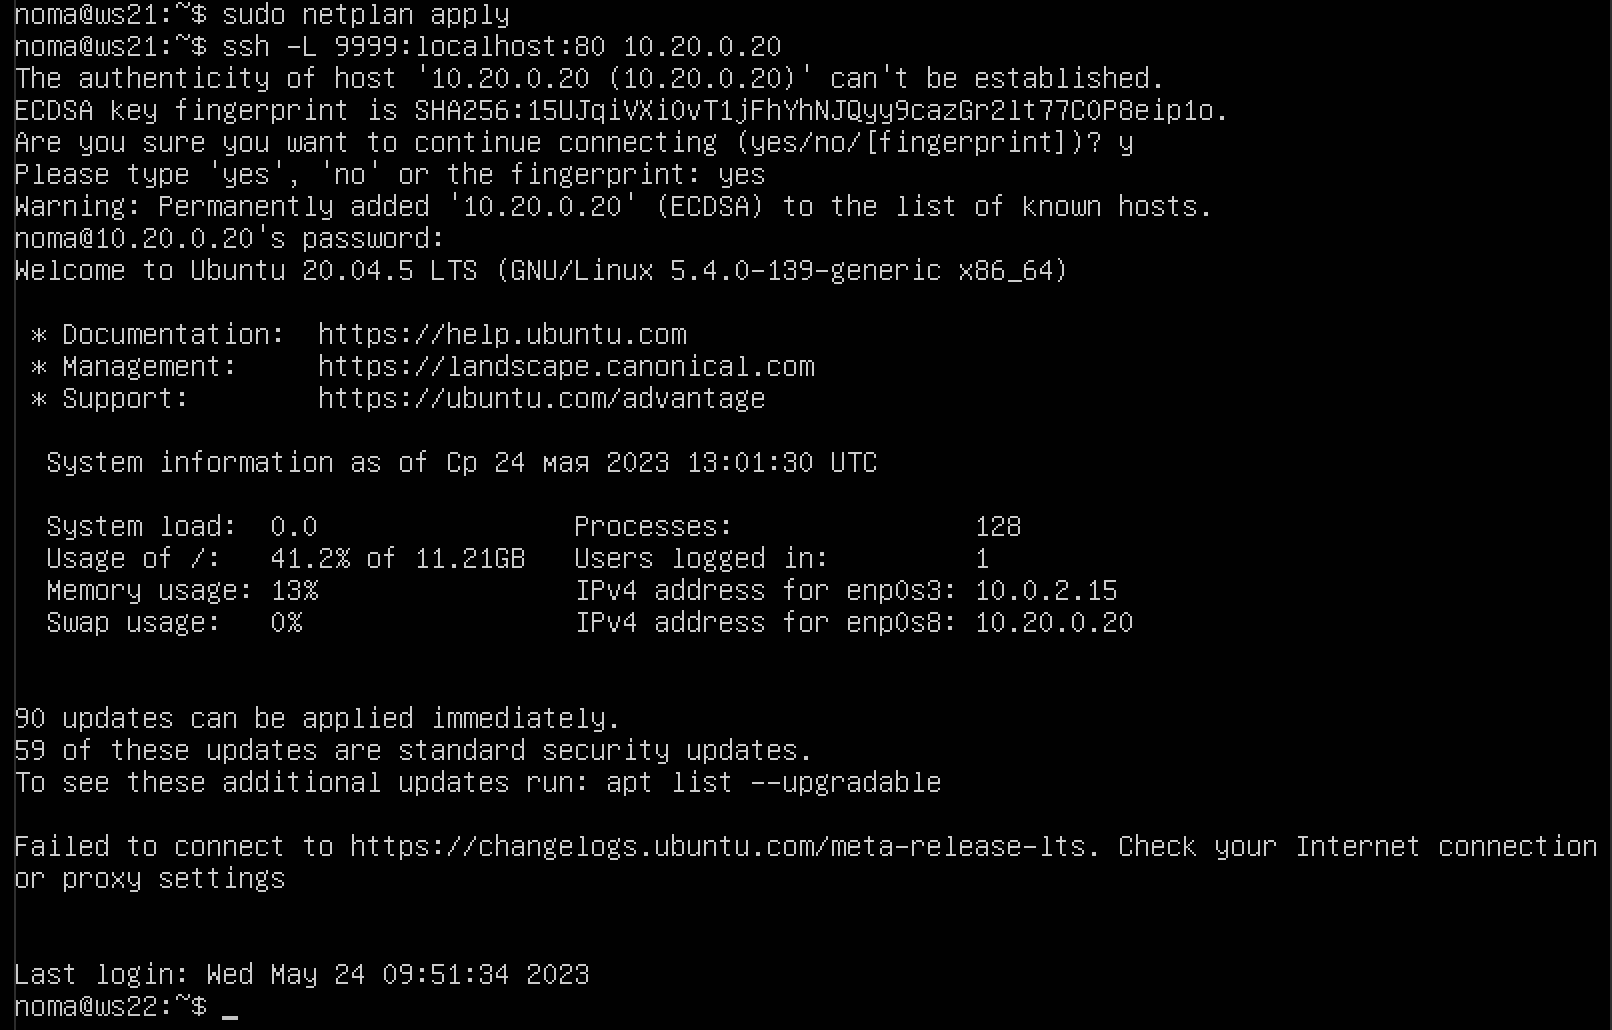 noma@ws21:~$ sudo netplan apply
noma@ws21:~$ ssh -L 9999:localhost:80 10.20.0.20
The authenticity of host '10.20.0.20 (10.20.0.20)' can't be established.
ECDSA key fingerprint is SHA256:15UJqiVXiOvT1jFhYhNJQyy9cazGr2lt77COP8eip1o.
Are you sure you want to continue connecting (yes/no/[fingerprint])? y
Please type 'yes', 'no' or the fingerprint: yes
Warning: Permanently added '10.20.0.20' (ECDSA) to the list of known hosts.
noma@10.20.0.20's password:
Welcome to Ubuntu 20.04.5 LTS (GNU/Linux 5.4.0-139-generic x86_64)
* Documentation:  https://help.ubuntu.com
* Management:     https://landscape.canonical.com
* Support:        https://ubuntu.com/advantage
System information as of Ср 24 мая 2023 13:01:30 UTC
System load:  0.0                Processes:               128
Usage of /:   41.2% of 11.21GB   Users logged in:         1
Memory usage: 13%                IPv4 address for enp0s3: 10.0.2.15
Swap usage:   0%                 IPv4 address for enp0s8: 10.20.0.20
90 updates can be applied immediately.
59 of these updates are standard security updates.
To see these additional updates run: apt list --upgradable
Failed to connect to https://changelogs.ubuntu.com/meta-release-lts. Check your Internet connection
or proxy settings
Last login: Wed May 24 09:51:34 2023
noma@ws22:~$ _